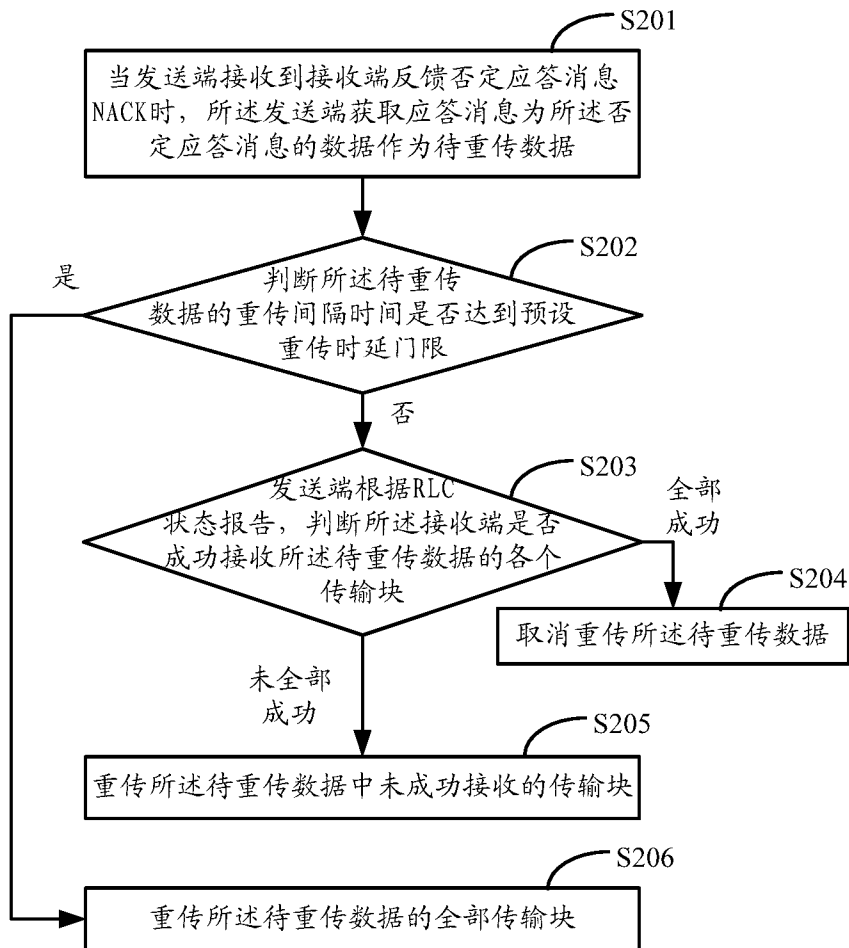 S201
当发送端接收到接收端反馈否定应答消息
NACK时，所述发送端获取应答消息为所述否
定应答消息的数据作为待重传数据
S202
是
判断所述待重传
数据的重传间隔时间是否达到预设
重传时延门限
否
S203
发送端根据RLC
状态报告，判断所述接收端是否
成功接收所述待重传数据的各个
传输块
全部
成功
S204
取消重传所述待重传数据
未全部
成功
S205
重传所述待重传数据中未成功接收的传输块
S206
重传所述待重传数据的全部传输块